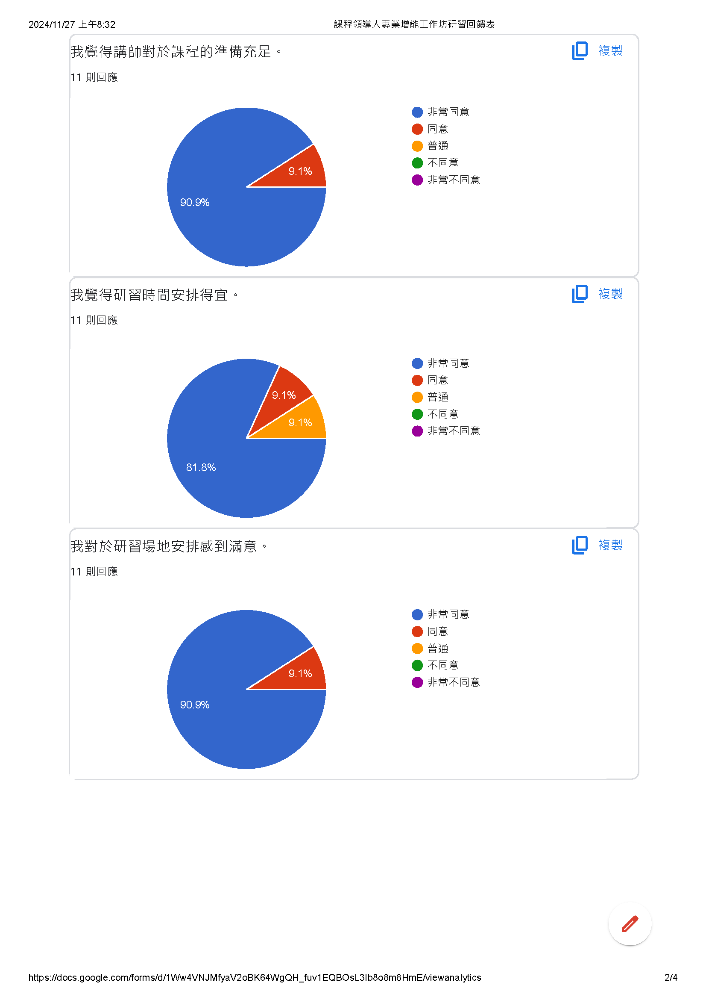 2024/11/27 上午8:32
課程領導人專業增能工作坊研習回饋表
我覺得講師對於課程的準備充足。
複製
11 則回應
非常同意
同意
普通
不同意
非常不同意
9.1%
90.9%
我覺得研習時間安排得宜。
複製
11 則回應
非常同意
同意
普通
不同意
非常不同意
9.1%
9.1%
81.8%
我對於研習場地安排感到滿意。
複製
11 則回應
非常同意
同意
普通
不同意
非常不同意
9.1%
90.9%
https://docs.google.com/forms/d/1Ww4VNJMfyaV2oBK64WgQH_fuv1EQBOsL3Ib8o8m8HmE/viewanalytics
2/4